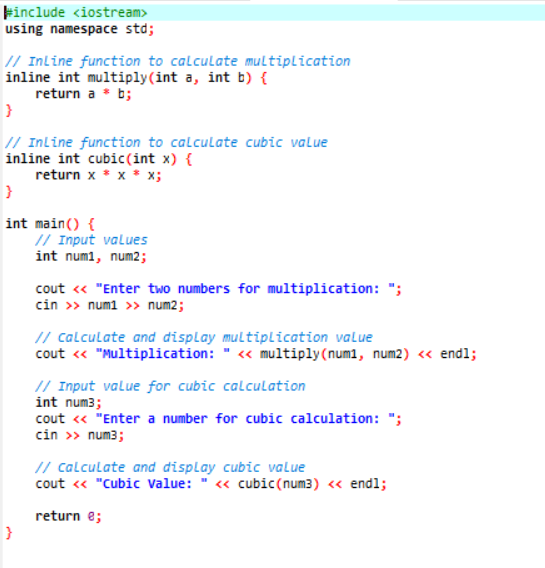 #include <iostream>
using namespace std;

// Inline function to calculate multiplication
inline int multiply(int a, int b) {
    return a * b;
}

// Inline function to calculate cubic value
inline int cubic(int x) {
    return x * x * x;
}

int main() {
    // Input values
    int num1, num2;

    cout << "Enter two numbers for multiplication: ";
    cin >> num1 >> num2;

    // Calculate and display multiplication value
    cout << "Multiplication: " << multiply(num1, num2) << endl;

    // Input value for cubic calculation
    int num3;
    cout << "Enter a number for cubic calculation: ";
    cin >> num3;

    // Calculate and display cubic value
    cout << "Cubic Value: " << cubic(num3) << endl;

    return 0;
}